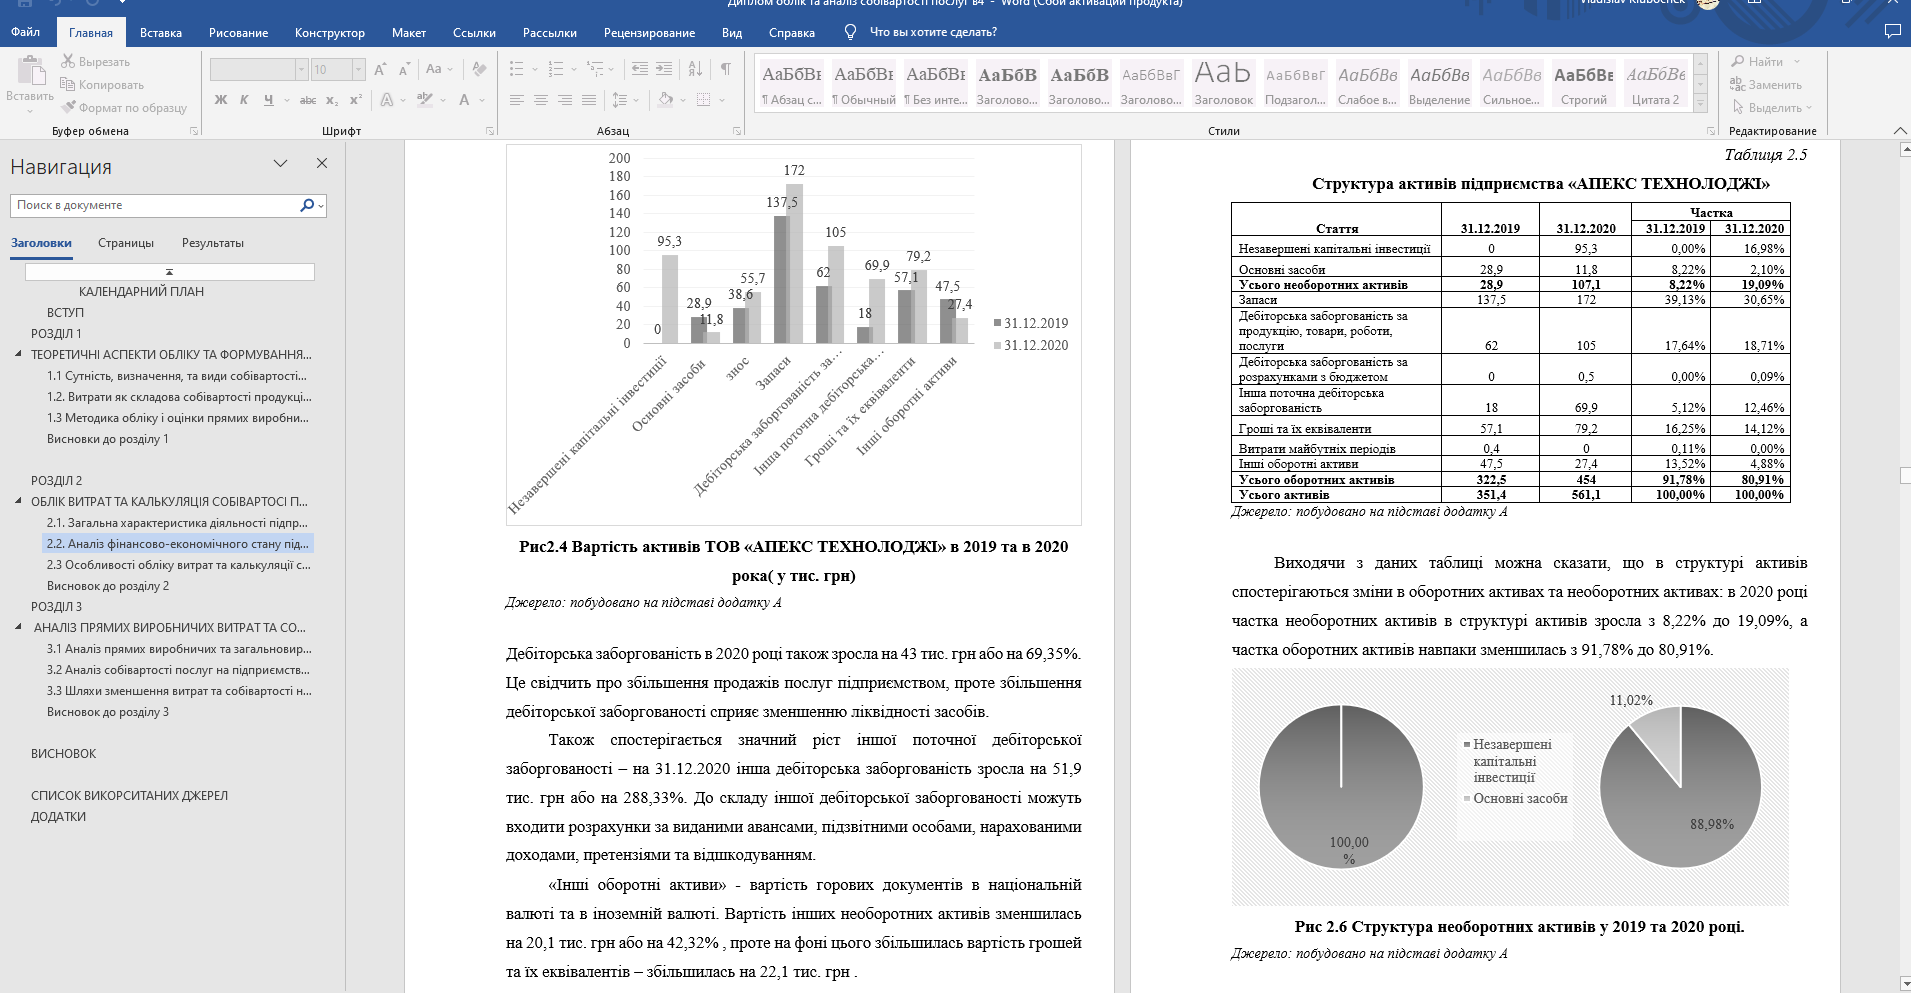 Диплом облік та аналіз собівартості послуг в4 - Word (Сбой активации продукта)
Vladislav Klubochek
Файл Главная Вставка Рисование Конструктор Макет Ссылки Рассылки Рецензирование Вид Справка Что вы хотите сделать?
Вставить
Вырезать
Копировать
Формат по образцу
Буфер обмена
10
Ж К Ч abc x₂ x²
Шрифт
Абзац
АаБбВı АаБбВı АаБбВı АаБбВ АаБбВ АаБбВвГ АаЬ АаБбВвГ АаБбВв АаБбВв АаБбВв АаБбВв АаБбВв
¶ Абзац с... ¶ Обычный ¶ Без инте... Заголово... Заголово... Заголово... Заголовок Подзагол... Слабое в... Выделение Сильное... Строгий Цитата 2
Стили
Найти
Заменить
Выделить
Редактирование
Навигация
Поиск в документе
Заголовки Страницы Результаты
КАЛЕНДАРНИЙ ПЛАН
ВСТУП
РОЗДІЛ 1
ТЕОРЕТИЧНІ АСПЕКТИ ОБЛІКУ ТА ФОРМУВАННЯ...
1.1 Сутність, визначення, та види собівартості...
1.2. Витрати як складова собівартості продукці...
1.3 Методика обліку і оцінки прямих виробни...
Висновки до розділу 1
РОЗДІЛ 2
ОБЛІК ВИТРАТ ТА КАЛЬКУЛЯЦІЯ СОБІВАРТОСІ П...
2.1. Загальна характеристика діяльності підпр...
2.2. Аналіз фінансово-економічного стану під...
2.3 Особливості обліку витрат та калькуляції с...
Висновок до розділу 2
РОЗДІЛ 3
АНАЛІЗ ПРЯМИХ ВИРОБНИЧИХ ВИТРАТ ТА СО...
3.1 Аналіз прямих виробничих та загальновир...
3.2 Аналіз собівартості послуг на підприємств...
3.3 Шляхи зменшення витрат та собівартості н...
Висновок до розділу 3
ВИСНОВОК
СПИСОК ВИКОРСИТАНИХ ДЖЕРЕЛ
ДОДАТКИ
200
180
160
140
120
100
80
60
40
20
0
0 95,3 28,9 11,8 38,6 55,7 137,5 172 62 105 18 69,9 57,1 79,2 47,5 27,4
31.12.2019
31.12.2020
Незавершені капітальні інвестиції
Основні засоби
знос
Запаси
Дебіторська заборгованість за...
Інша поточна дебіторська...
Гроші та їх еквіваленти
Інші оборотні активи
Рис2.4 Вартість активів ТОВ «АПЕКС ТЕХНОЛОДЖІ» в 2019 та в 2020
рока( у тис. грн)
Джерело: побудовано на підставі додатку А
Дебіторська заборгованість в 2020 році також зросла на 43 тис. грн або на 69,35%.
Це свідчить про збільшення продажів послуг підприємством, проте збільшення
дебіторської заборгованості сприяє зменшенню ліквідності засобів.
Також спостерігається значний ріст іншої поточної дебіторської
заборгованості – на 31.12.2020 інша дебіторська заборгованість зросла на 51,9
тис. грн або на 288,33%. До складу іншої дебіторської заборгованості можуть
входити розрахунки за виданими авансами, підзвітними особами, нарахованими
доходами, претензіями та відшкодуванням.
«Інші оборотні активи» - вартість горових документів в національній
валюті та в іноземній валюті. Вартість інших необоротних активів зменшилась
на 20,1 тис. грн або на 42,32% , проте на фоні цього збільшилась вартість грошей
та їх еквівалентів – збільшилась на 22,1 тис. грн .
Таблиця 2.5
Структура активів підприємства «АПЕКС ТЕХНОЛОДЖІ»
Частка
Стаття 31.12.2019 31.12.2020 31.12.2019 31.12.2020
Незавершені капітальні інвестиції 0 95,3 0,00% 16,98%
Основні засоби 28,9 11,8 8,22% 2,10%
Усього необоротних активів 28,9 107,1 8,22% 19,09%
Запаси 137,5 172 39,13% 30,65%
Дебіторська заборгованість за
продукцію, товари, роботи,
послуги 62 105 17,64% 18,71%
Дебіторська заборгованість за
розрахунками з бюджетом 0 0,5 0,00% 0,09%
Інша поточна дебіторська
заборгованість 18 69,9 5,12% 12,46%
Гроші та їх еквіваленти 57,1 79,2 16,25% 14,12%
Витрати майбутніх періодів 0,4 0 0,11% 0,00%
Інші оборотні активи 47,5 27,4 13,52% 4,88%
Усього оборотних активів 322,5 454 91,78% 80,91%
Усього активів 351,4 561,1 100,00% 100,00%
Джерело: побудовано на підставі додатку А
Виходячи з даних таблиці можна сказати, що в структурі активів
спостерігаються зміни в оборотних активах та необоротних активах: в 2020 році
частка необоротних активів в структурі активів зросла з 8,22% до 19,09%, а
частка оборотних активів навпаки зменшилась з 91,78% до 80,91%.
100,00
%
Незавершені
капітальні
інвестиції
Основні засоби
11,02%
88,98%
Рис 2.6 Структура необоротних активів у 2019 та 2020 році.
Джерело: побудовано на підставі додатку А